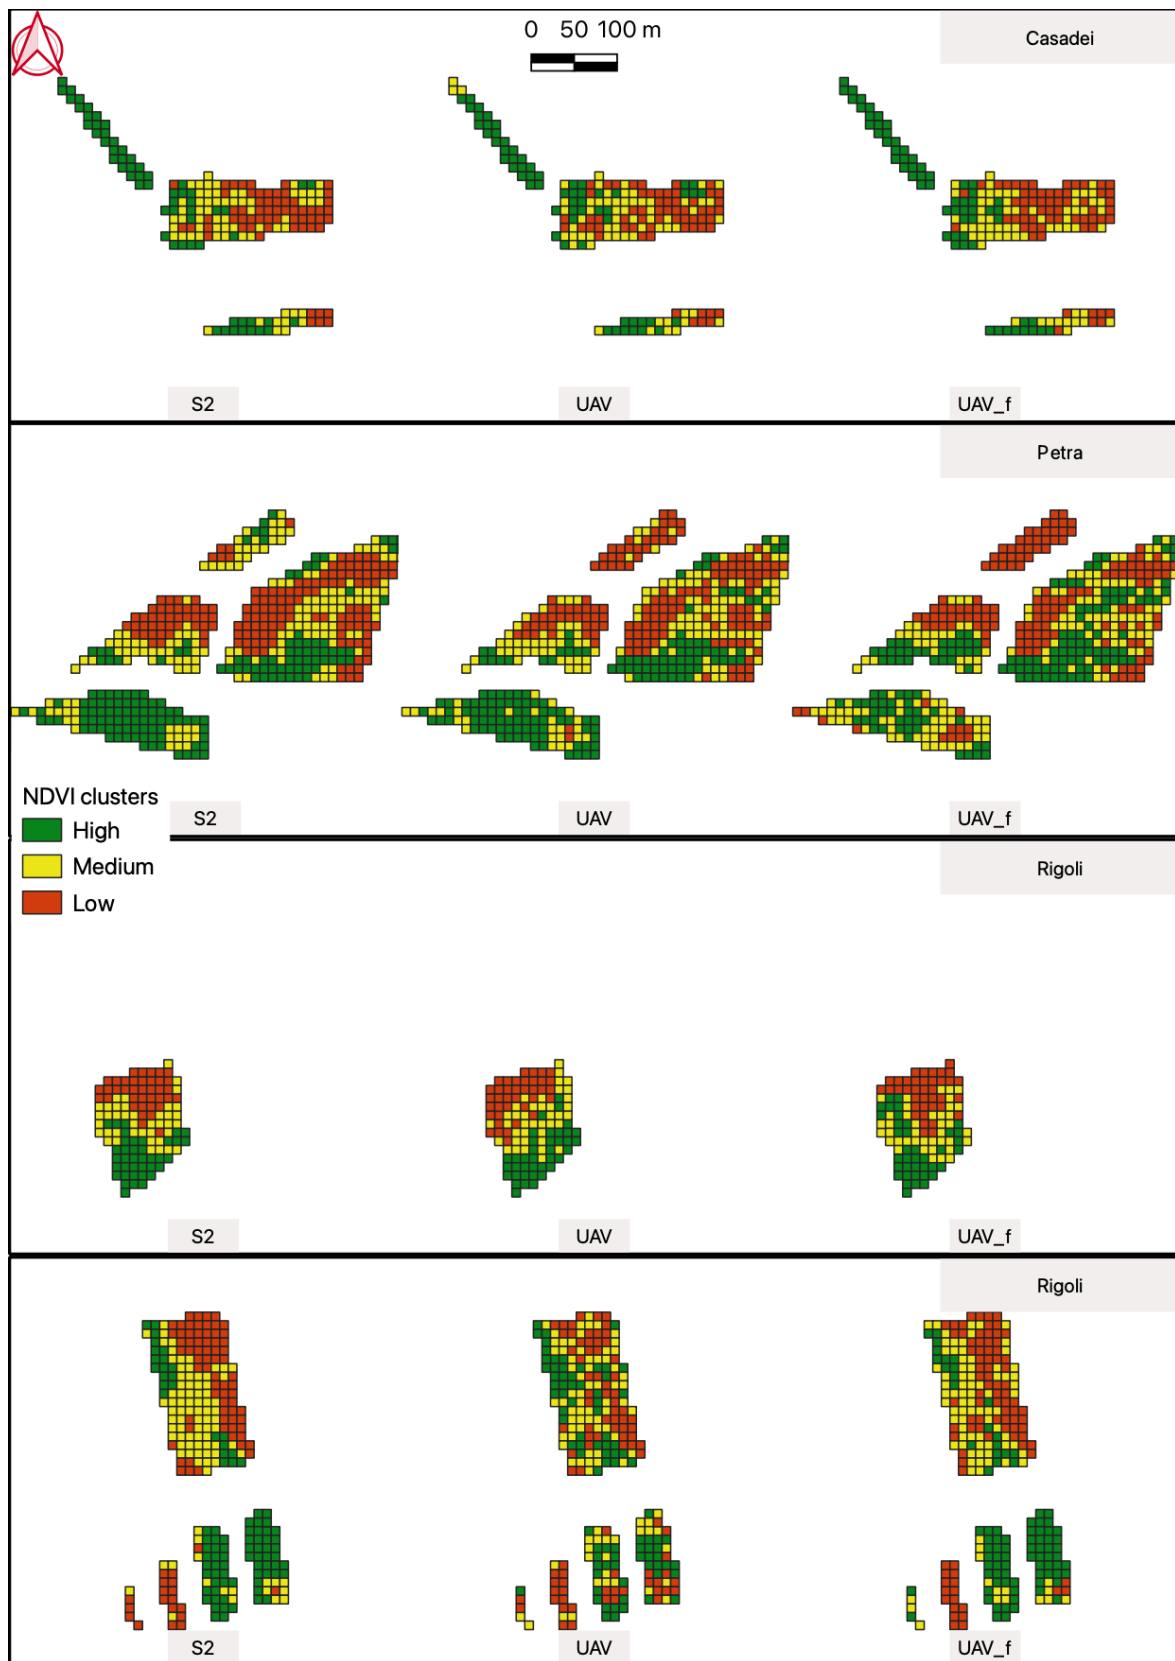 0 50 100 m
Casadei
S2 UAV UAV_f
Petra
S2 UAV UAV_f
NDVI clusters
High
Medium
Low
Rigoli
S2 UAV UAV_f
Rigoli
S2 UAV UAV_f